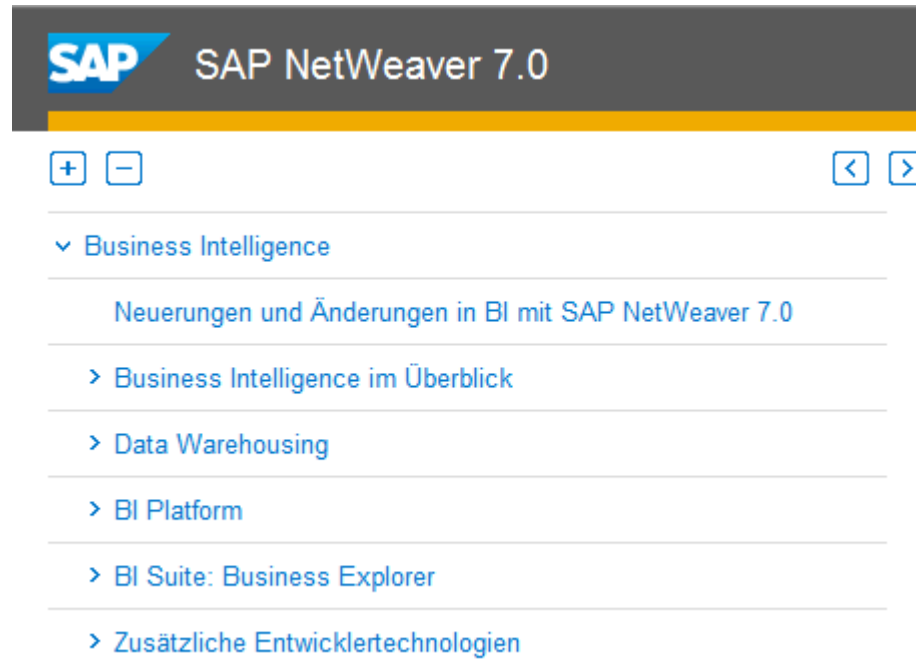 SAP SAP NetWeaver 7.0
Business Intelligence
Neuerungen und Änderungen in BI mit SAP NetWeaver 7.0
Business Intelligence im Überblick
Data Warehousing
BI Platform
BI Suite: Business Explorer
Zusätzliche Entwicklertechnologien